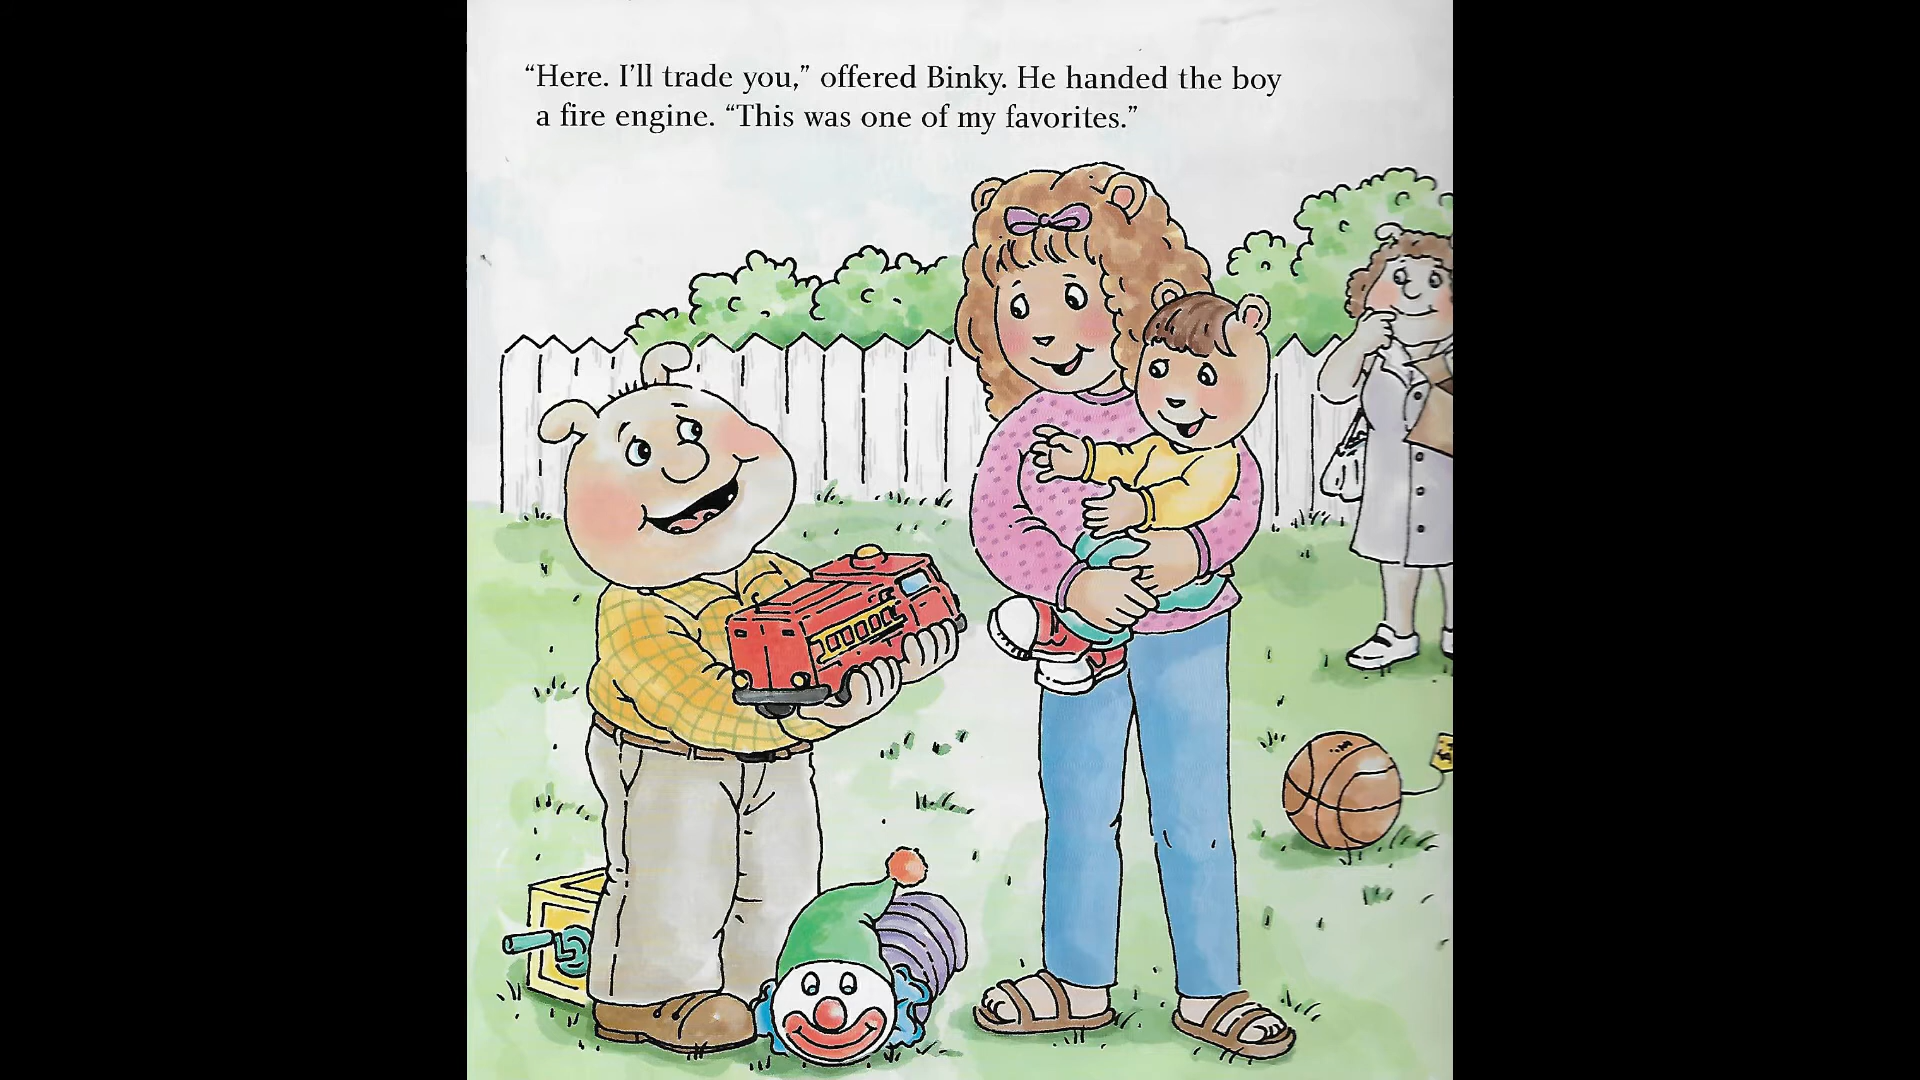 “Here. I’ll trade you,” offered Binky. He handed the boy
a fire engine. “This was one of my favorites.”